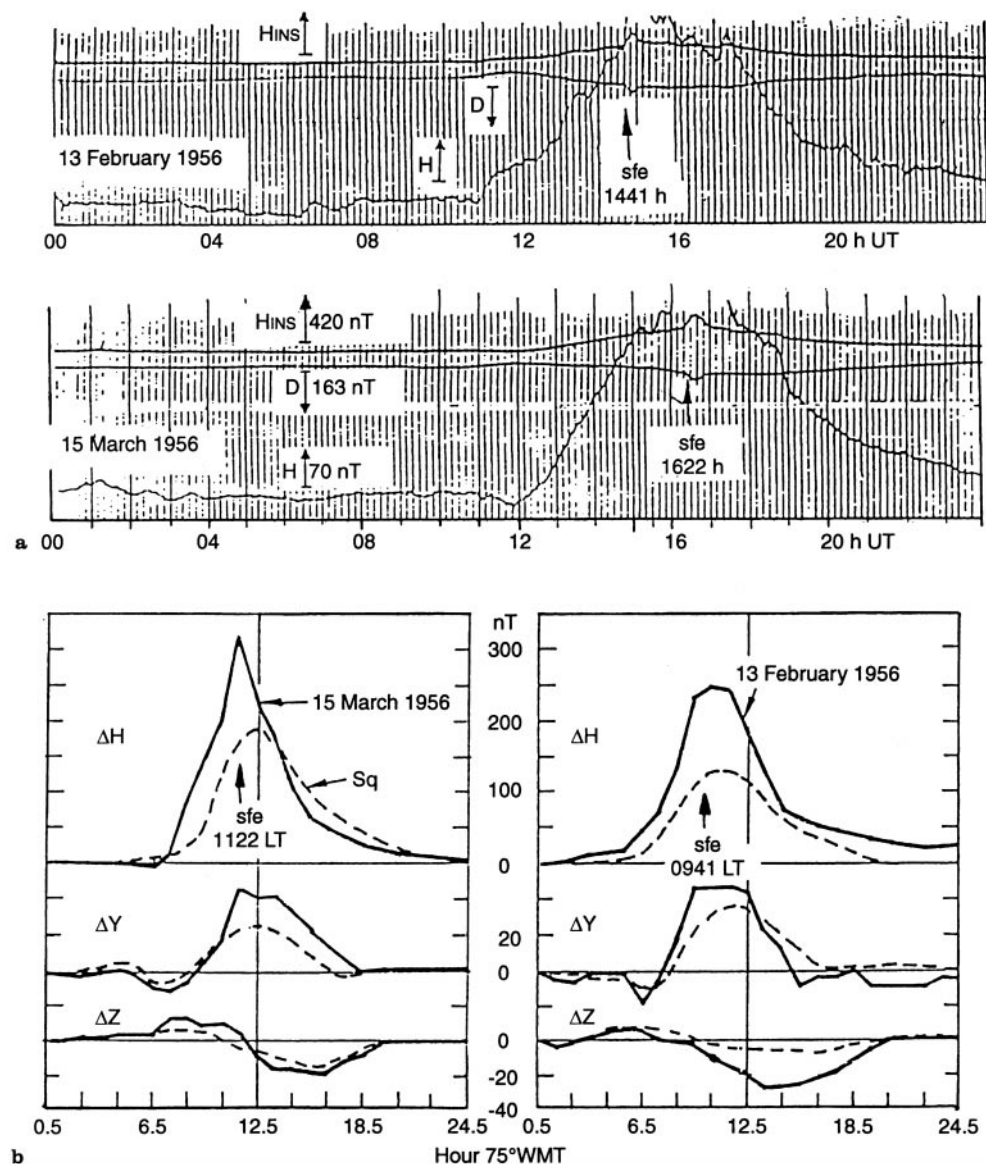 a
HINS
D
H
13 February 1956
sfe
1441 h
00 04 08 12 16 20 h UT
HINS 420 nT
D 163 nT
H 70 nT
15 March 1956
sfe
1622 h
a 00 04 08 12 16 20 h UT
nT
300
200
100
0
20
0
0
-20
-40
ΔH
15 March 1956
Sq
sfe
1122 LT
ΔY
ΔZ
0.5 6.5 12.5 18.5 24.5
ΔH
13 February 1956
sfe
0941 LT
ΔY
ΔZ
0.5 6.5 12.5 18.5 24.5
b Hour 75°WMT